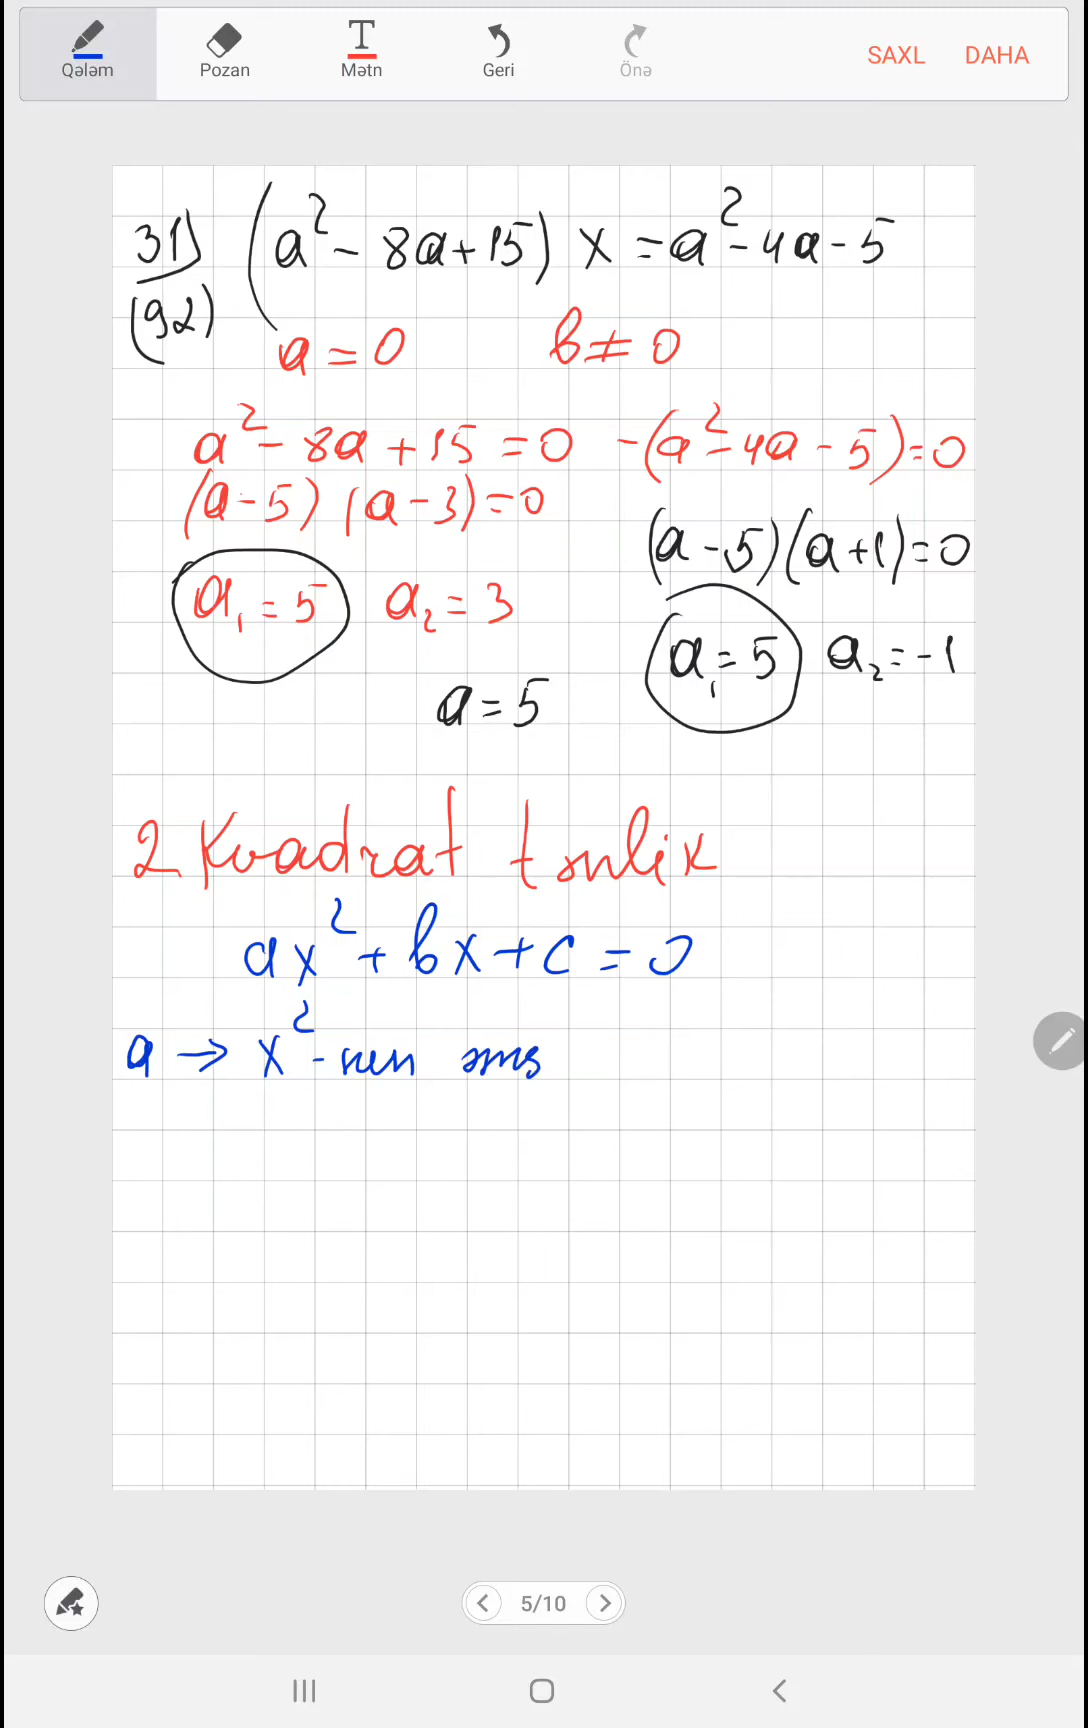 Qələm Pozan Mətn Geri Önə SAXL DAHA
31) (a² - 8a + 15) x = a² - 4a - 5
(92)
a = 0 b ≠ 0
a² - 8a + 15 = 0 -(a² - 4a - 5) = 0
(a - 5) (a - 3) = 0
(a - 5)(a + 1) = 0
a₁ = 5 a₂ = 3
a₁ = 5 a₂ = -1
a = 5
2 Kvadrat tənlik
ax² + bx + c = 0
a → x² - nın əms
5/10